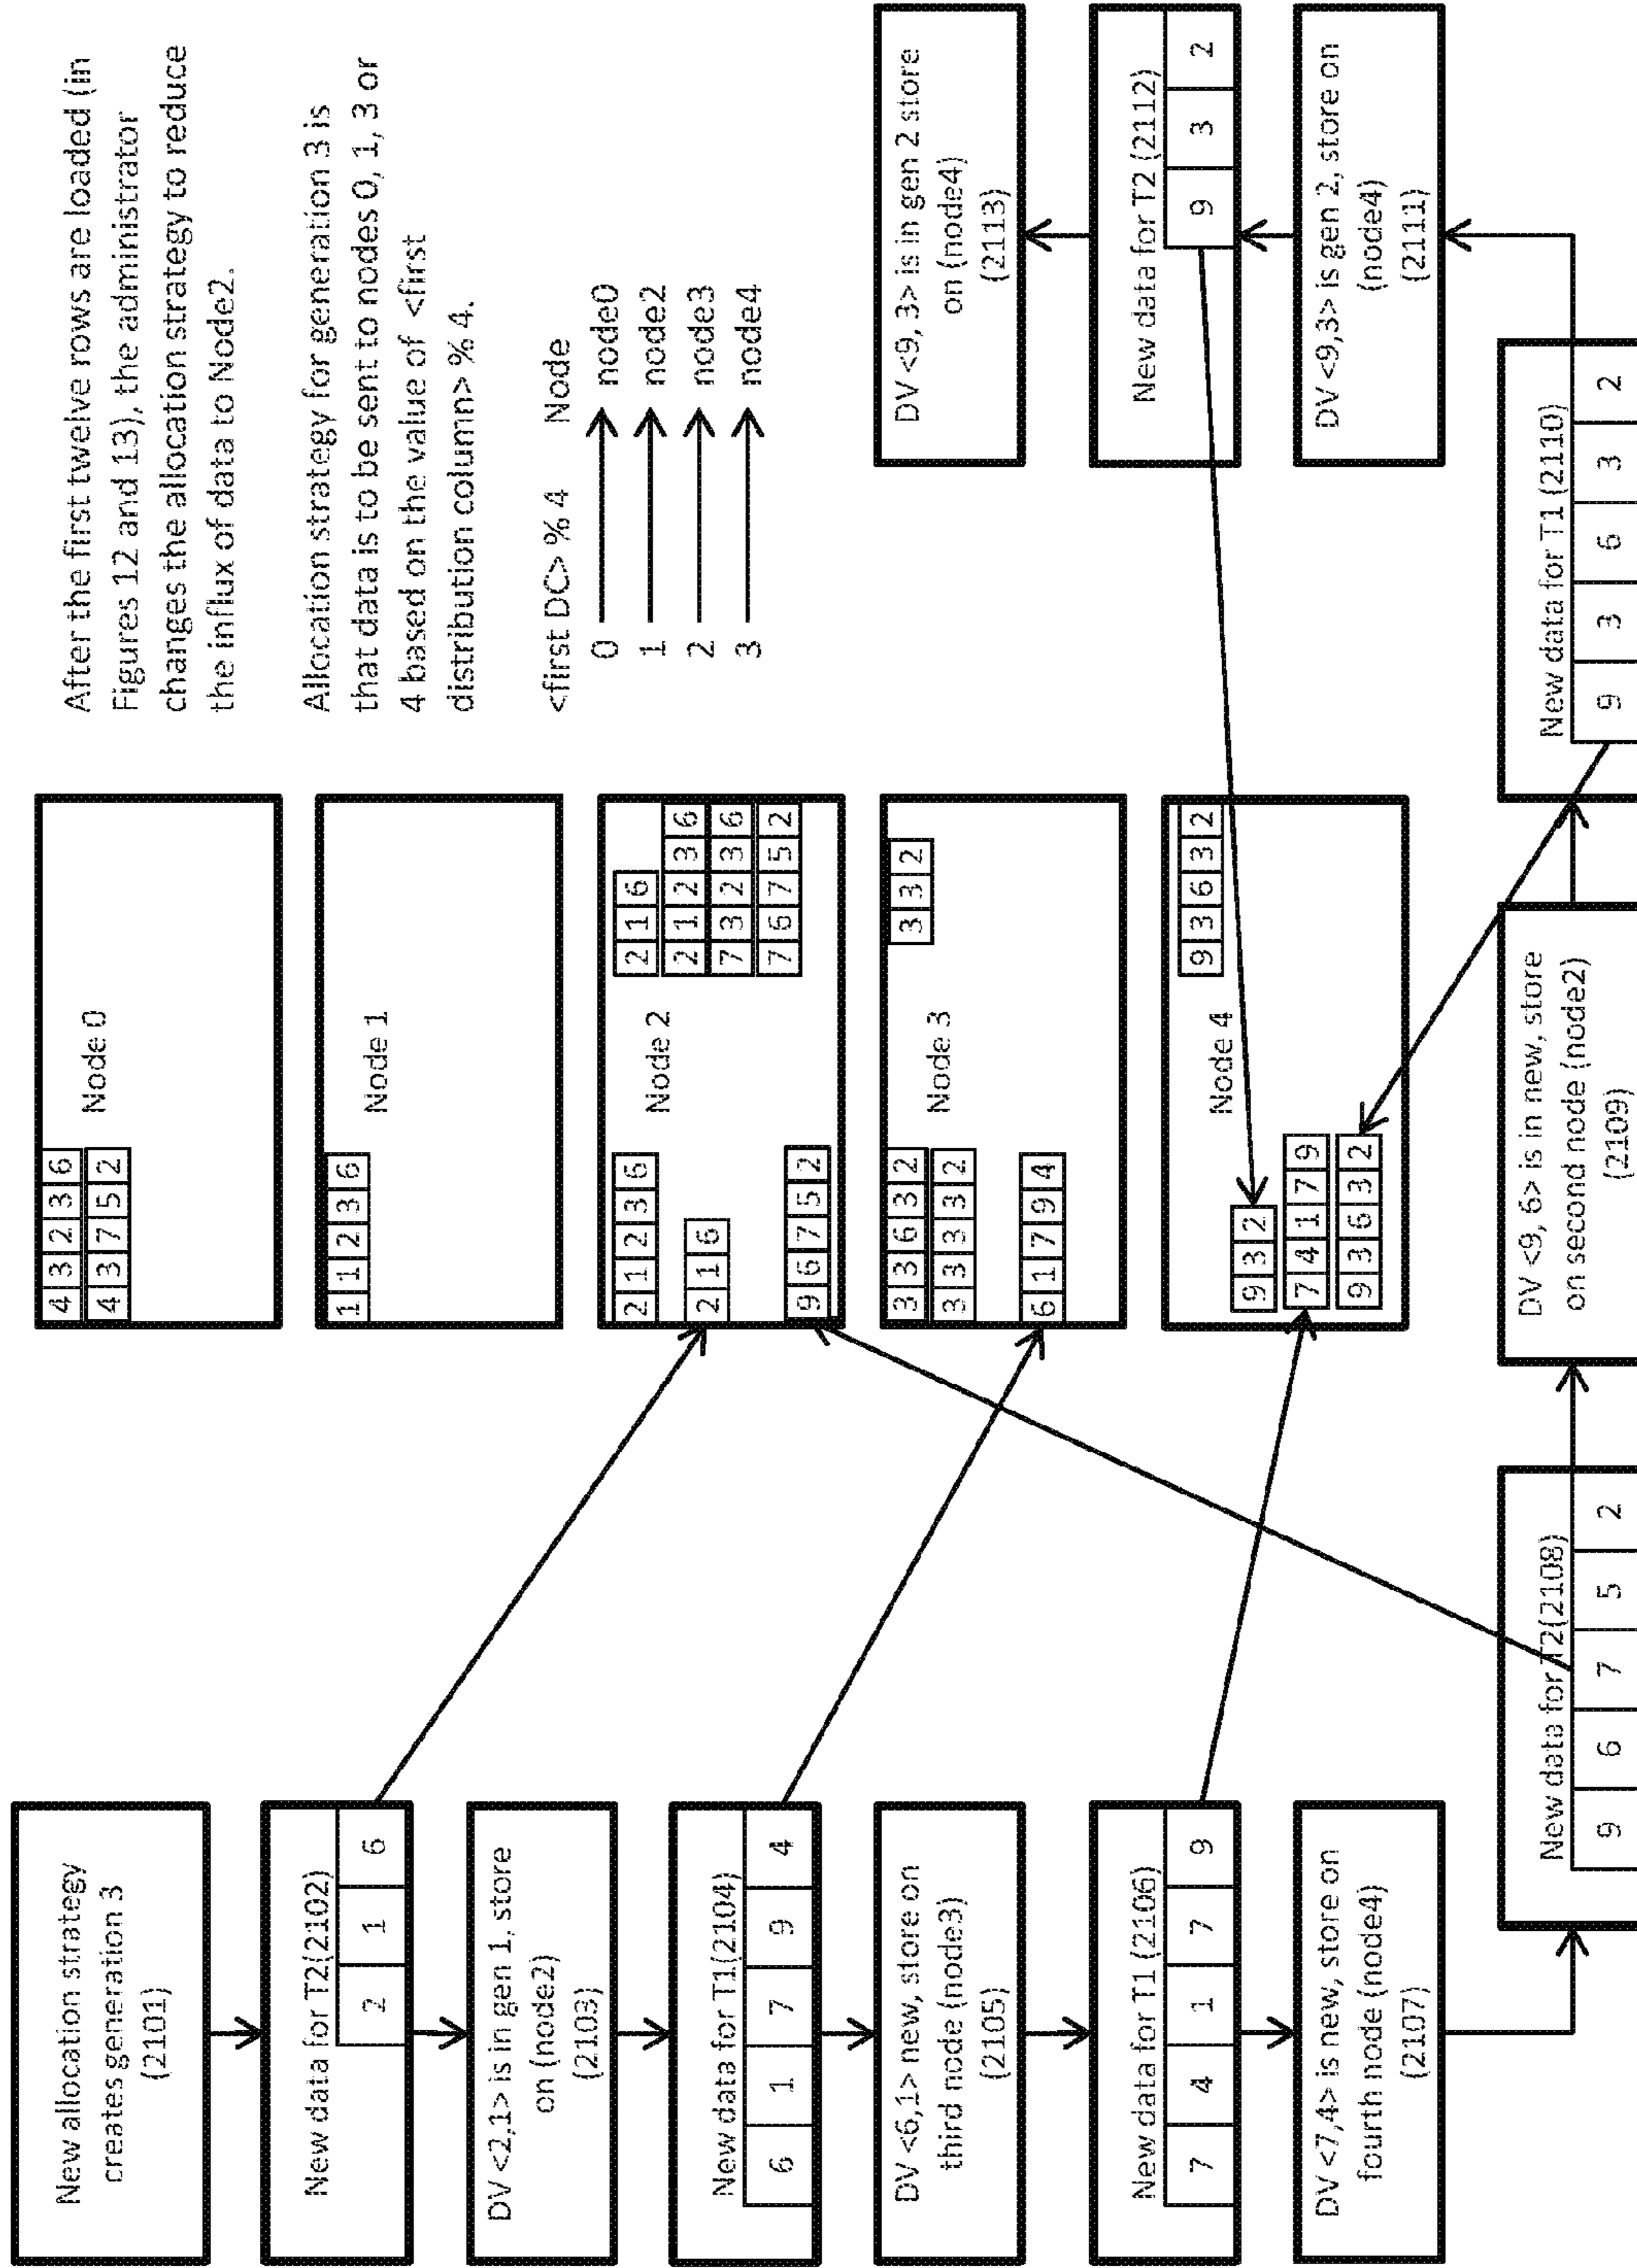 New allocation strategy
creates generation 3
(2101)
New data for T2(2102)
2 1 6
DV <2,1> is in gen 1, store
on (node2)
(2103)
New data for T1(2104)
6 1 7 9 4
DV <6,1> new, store on
third node (node3)
(2105)
New data for T1 (2106)
7 4 1 7 9
DV <7,4> is new, store on
fourth node (node4)
(2107)
New data for T2(2108)
9 6 7 5 2
DV <9, 6> is in new, store
on second node (node2)
(2109)
New data for T1 (2110)
9 3 6 3 2
DV <9,3> is gen 2, store on
(node4)
(2111)
New data for T2 (2112)
9 3 2
DV <9, 3> is in gen 2 store
on (node4)
(2113)
4 3 2 3 6
4 3 7 5 2
Node 0
1 1 2 3 6
Node 1
2 1 2 3 6
2 1 6
9 6 7 5 2
Node 2
2 1 6
2 1 2 3 6
7 3 2 3 6
7 6 7 5 2
3 3 6 3 2
3 3 3 3 2
6 1 7 9 4
Node 3
3 3 2
Node 4
9 3 6 3 2
9 3 2
7 4 1 7 9
9 3 6 3 2
After the first twelve rows are loaded (in
Figures 12 and 13), the administrator
changes the allocation strategy to reduce
the influx of data to Node2.
Allocation strategy for generation 3 is
that data is to be sent to nodes 0, 1, 3 or
4 based on the value of <first
distribution column> % 4.
<first DC> % 4 Node
0 node0
1 node2
2 node3
3 node4